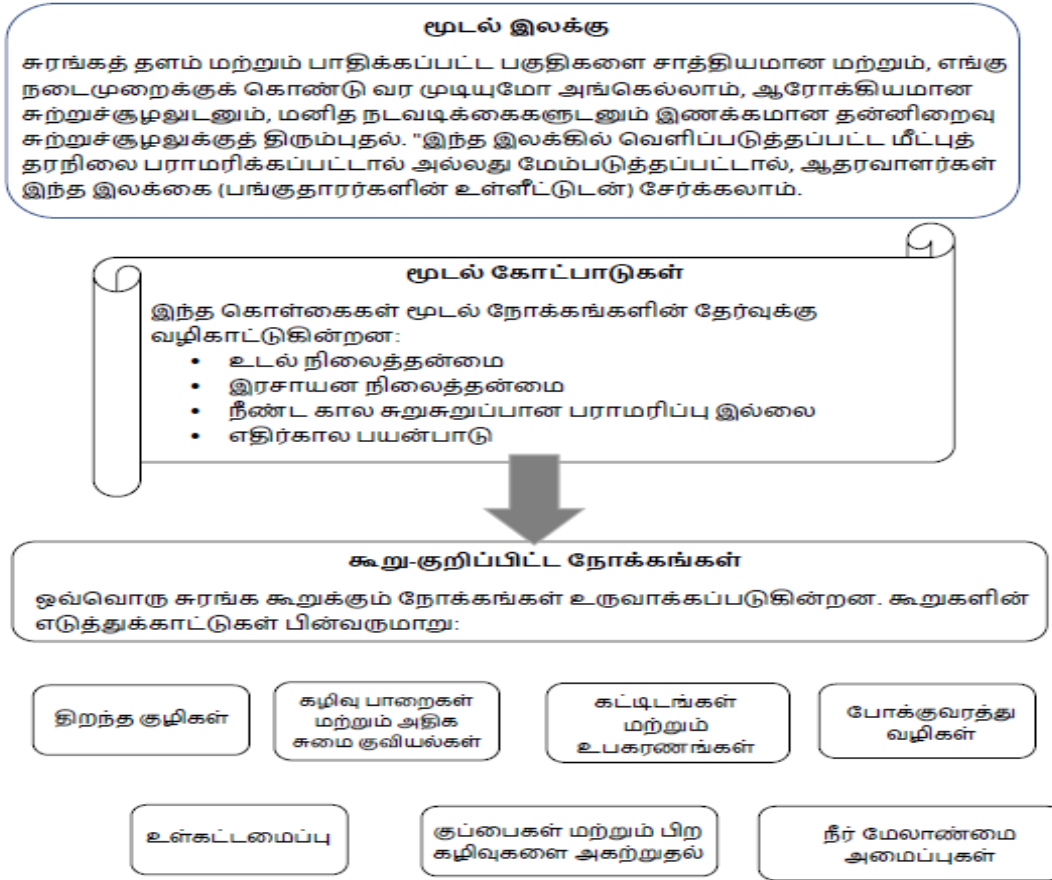 மூடல் இலக்கு
சுரங்கத் தளம் மற்றும் பாதிக்கப்பட்ட பகுதிகளை சாத்தியமான மற்றும், எங்கு
நடைமுறைக்குக் கொண்டு வர முடியுமோ அங்கெல்லாம், ஆரோக்கியமான
சுற்றுச்சூழலுடனும், மனித நடவடிக்கைகளுடனும் இணக்கமான தன்னிறைவு
சுற்றுச்சூழலுக்குத் திரும்புதல். "இந்த இலக்கில் வெளிப்படுத்தப்பட்ட மீட்புத்
தரநிலை பராமரிக்கப்பட்டால் அல்லது மேம்படுத்தப்பட்டால், ஆதரவாளர்கள்
இந்த இலக்கை (பங்குதாரர்களின் உள்ளீட்டுடன்) சேர்க்கலாம்.
மூடல் கோட்பாடுகள்
இந்த கொள்கைகள் மூடல் நோக்கங்களின் தேர்வுக்கு
வழிகாட்டுகின்றன:
• உடல் நிலைத்தன்மை
• இரசாயன நிலைத்தன்மை
• நீண்ட கால சுறுசுறுப்பான பராமரிப்பு இல்லை
• எதிர்கால பயன்பாடு
கூறு-குறிப்பிட்ட நோக்கங்கள்
ஒவ்வொரு சுரங்க கூறுக்கும் நோக்கங்கள் உருவாக்கப்படுகின்றன. கூறுகளின்
எடுத்துக்காட்டுகள் பின்வருமாறு:
திறந்த குழிகள்
கழிவு பாறைகள்
மற்றும் அதிக
சுமை குவியல்கள்
கட்டிடங்கள்
மற்றும்
உபகரணங்கள்
போக்குவரத்து
வழிகள்
உள்கட்டமைப்பு
குப்பைகள் மற்றும் பிற
கழிவுகளை அகற்றுதல்
நீர் மேலாண்மை
அமைப்புகள்